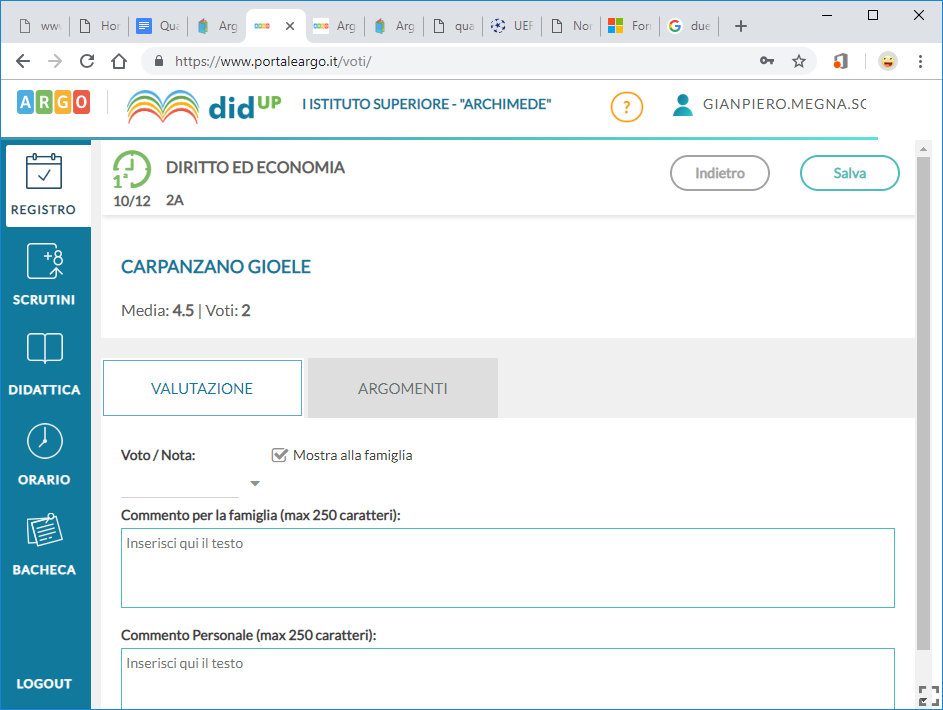 www
Hor
Qua
Arg
Arg
Arg
qua
UEF
Nor
For
due
https://www.portaleargo.it/voti/
ARGO
didUP
I ISTITUTO SUPERIORE - "ARCHIMEDE"
?
GIANPIERO.MEGNA.SC
REGISTRO
SCRUTINI
DIDATTICA
ORARIO
BACHECA
LOGOUT
1ª
DIRITTO ED ECONOMIA
Indietro
Salva
10/12 2A
CARPANZANO GIOELE
Media: 4.5 | Voti: 2
VALUTAZIONE
ARGOMENTI
Voto / Nota:
Mostra alla famiglia
Commento per la famiglia (max 250 caratteri):
Inserisci qui il testo
Commento Personale (max 250 caratteri):
Inserisci qui il testo